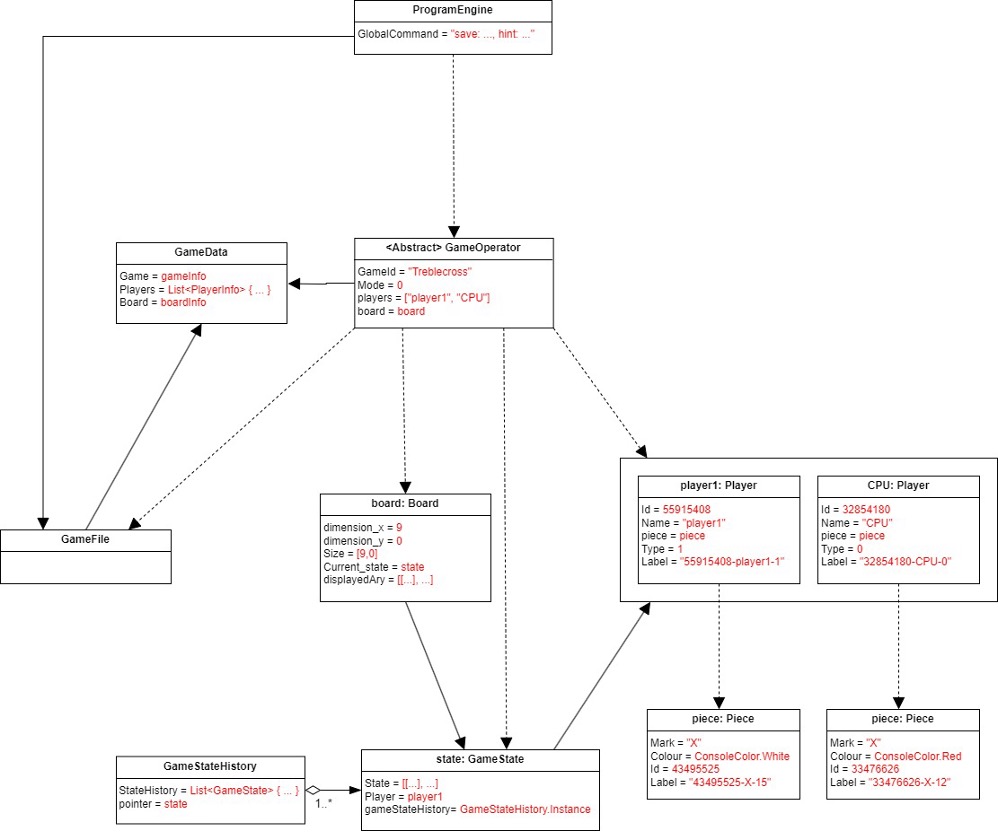 ProgramEngine
GlobalCommand = "save: ..., hint: ..."
GameData
Game = gameInfo
Players = List<PlayerInfo> { ... }
Board = boardInfo
<Abstract> GameOperator
GameId = "Treblecross"
Mode = 0
players = ["player1", "CPU"]
board = board
GameFile
board: Board
dimension_x = 9
dimension_y = 0
Size = [9,0]
Current_state = state
displayedAry = [[...], ...]
player1: Player
Id = 55915408
Name = "player1"
piece = piece
Type = 1
Label = "55915408-player1-1"
CPU: Player
Id = 32854180
Name = "CPU"
piece = piece
Type = 0
Label = "32854180-CPU-0"
piece: Piece
Mark = "X"
Colour = ConsoleColor.White
Id = 43495525
Label = "43495525-X-15"
piece: Piece
Mark = "X"
Colour = ConsoleColor.Red
Id = 33476626
Label = "33476626-X-12"
GameStateHistory
StateHistory = List<GameState> { ... }
pointer = state
1..*
state: GameState
State = [[...], ...]
Player = player1
gameStateHistory= GameStateHistory.Instance